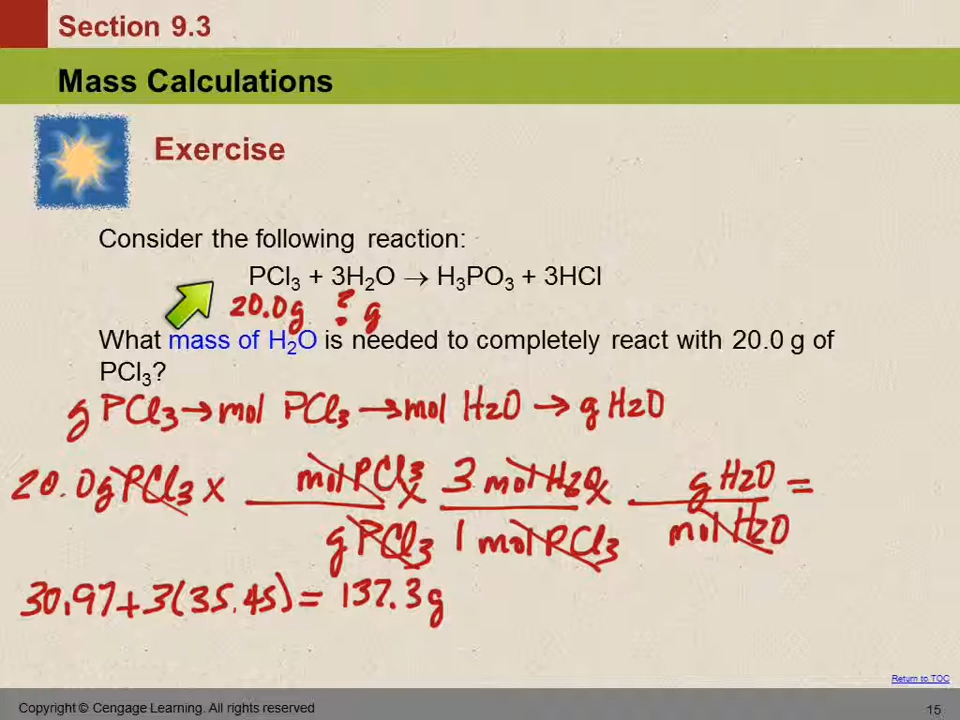 Section 9.3
Mass Calculations
Exercise
Consider the following reaction:
PCl₃ + 3H₂O → H₃PO₃ + 3HCl
20.0g ? g
What mass of H₂O is needed to completely react with 20.0 g of
PCl₃?
g PCl₃ → mol PCl₃ → mol H₂O → g H₂O
20.0g PCl₃ x mol PCl₃ x 3 mol H₂O x g H₂O =
g PCl₃ 1 mol PCl₃ mol H₂O
30.97+3(35.45) = 137.3g
Return to TOC
Copyright © Cengage Learning. All rights reserved 15